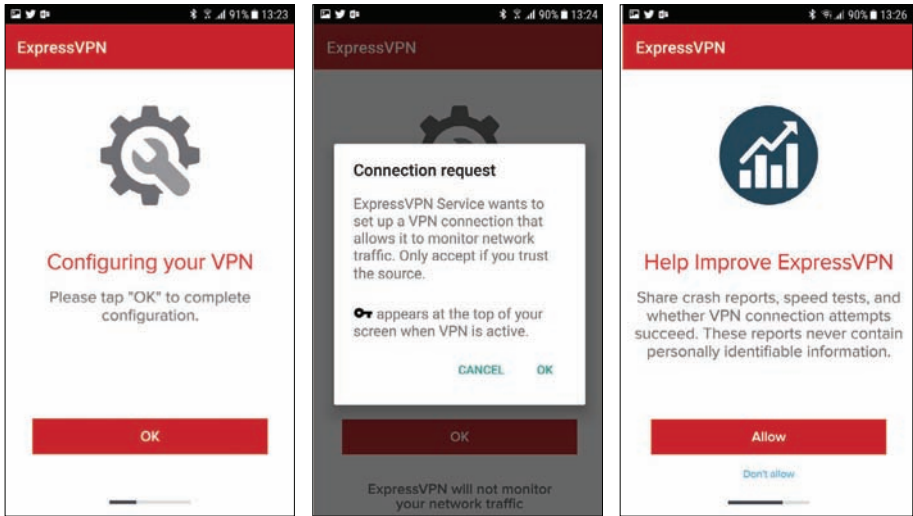 91% 13:23
ExpressVPN
Configuring your VPN
Please tap "OK" to complete
configuration.
OK
90% 13:24
ExpressVPN
Connection request
ExpressVPN Service wants to
set up a VPN connection that
allows it to monitor network
traffic. Only accept if you trust
the source.
appears at the top of your
screen when VPN is active.
CANCEL OK
OK
ExpressVPN will not monitor
your network traffic
90% 13:26
ExpressVPN
Help Improve ExpressVPN
Share crash reports, speed tests, and
whether VPN connection attempts
succeed. These reports never contain
personally identifiable information.
Allow
Don't allow